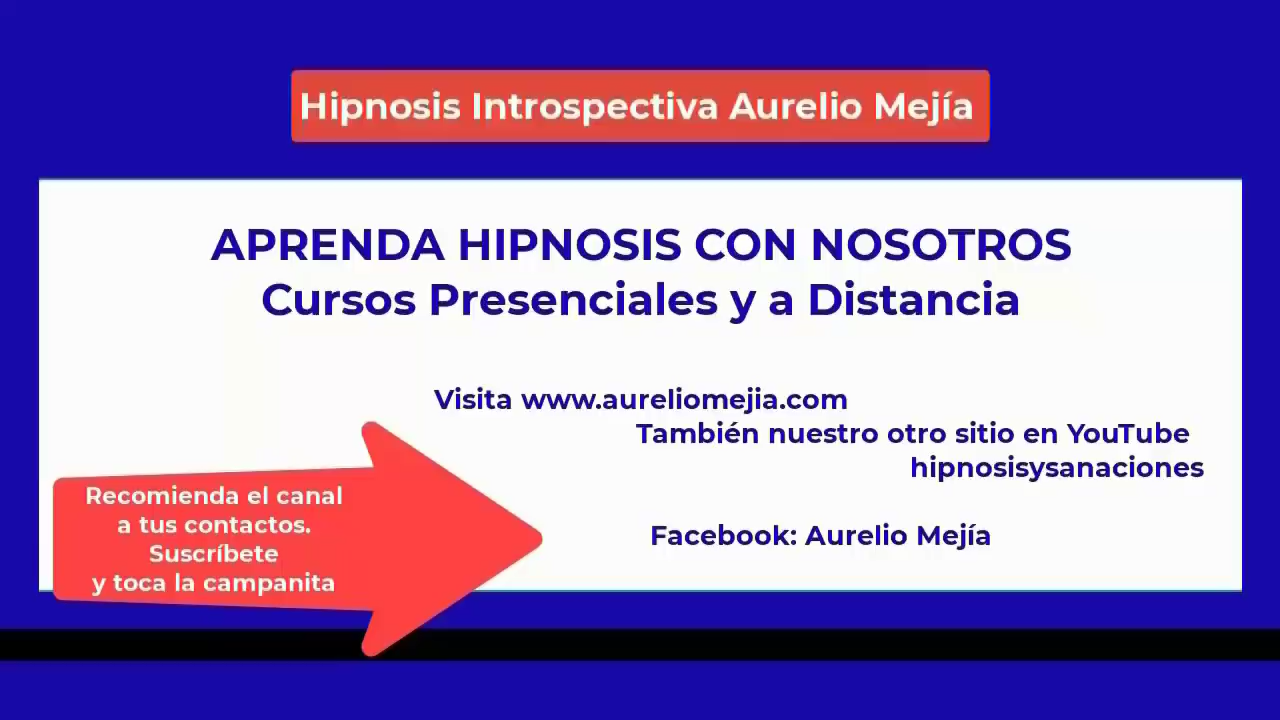 Hipnosis Introspectiva Aurelio Mejía
APRENDA HIPNOSIS CON NOSOTROS
Cursos Presenciales y a Distancia
Visita www.aureliomejia.com
También nuestro otro sitio en YouTube
hipnosisysanaciones
Facebook: Aurelio Mejía
Recomienda el canal
a tus contactos.
Suscríbete
y toca la campanita